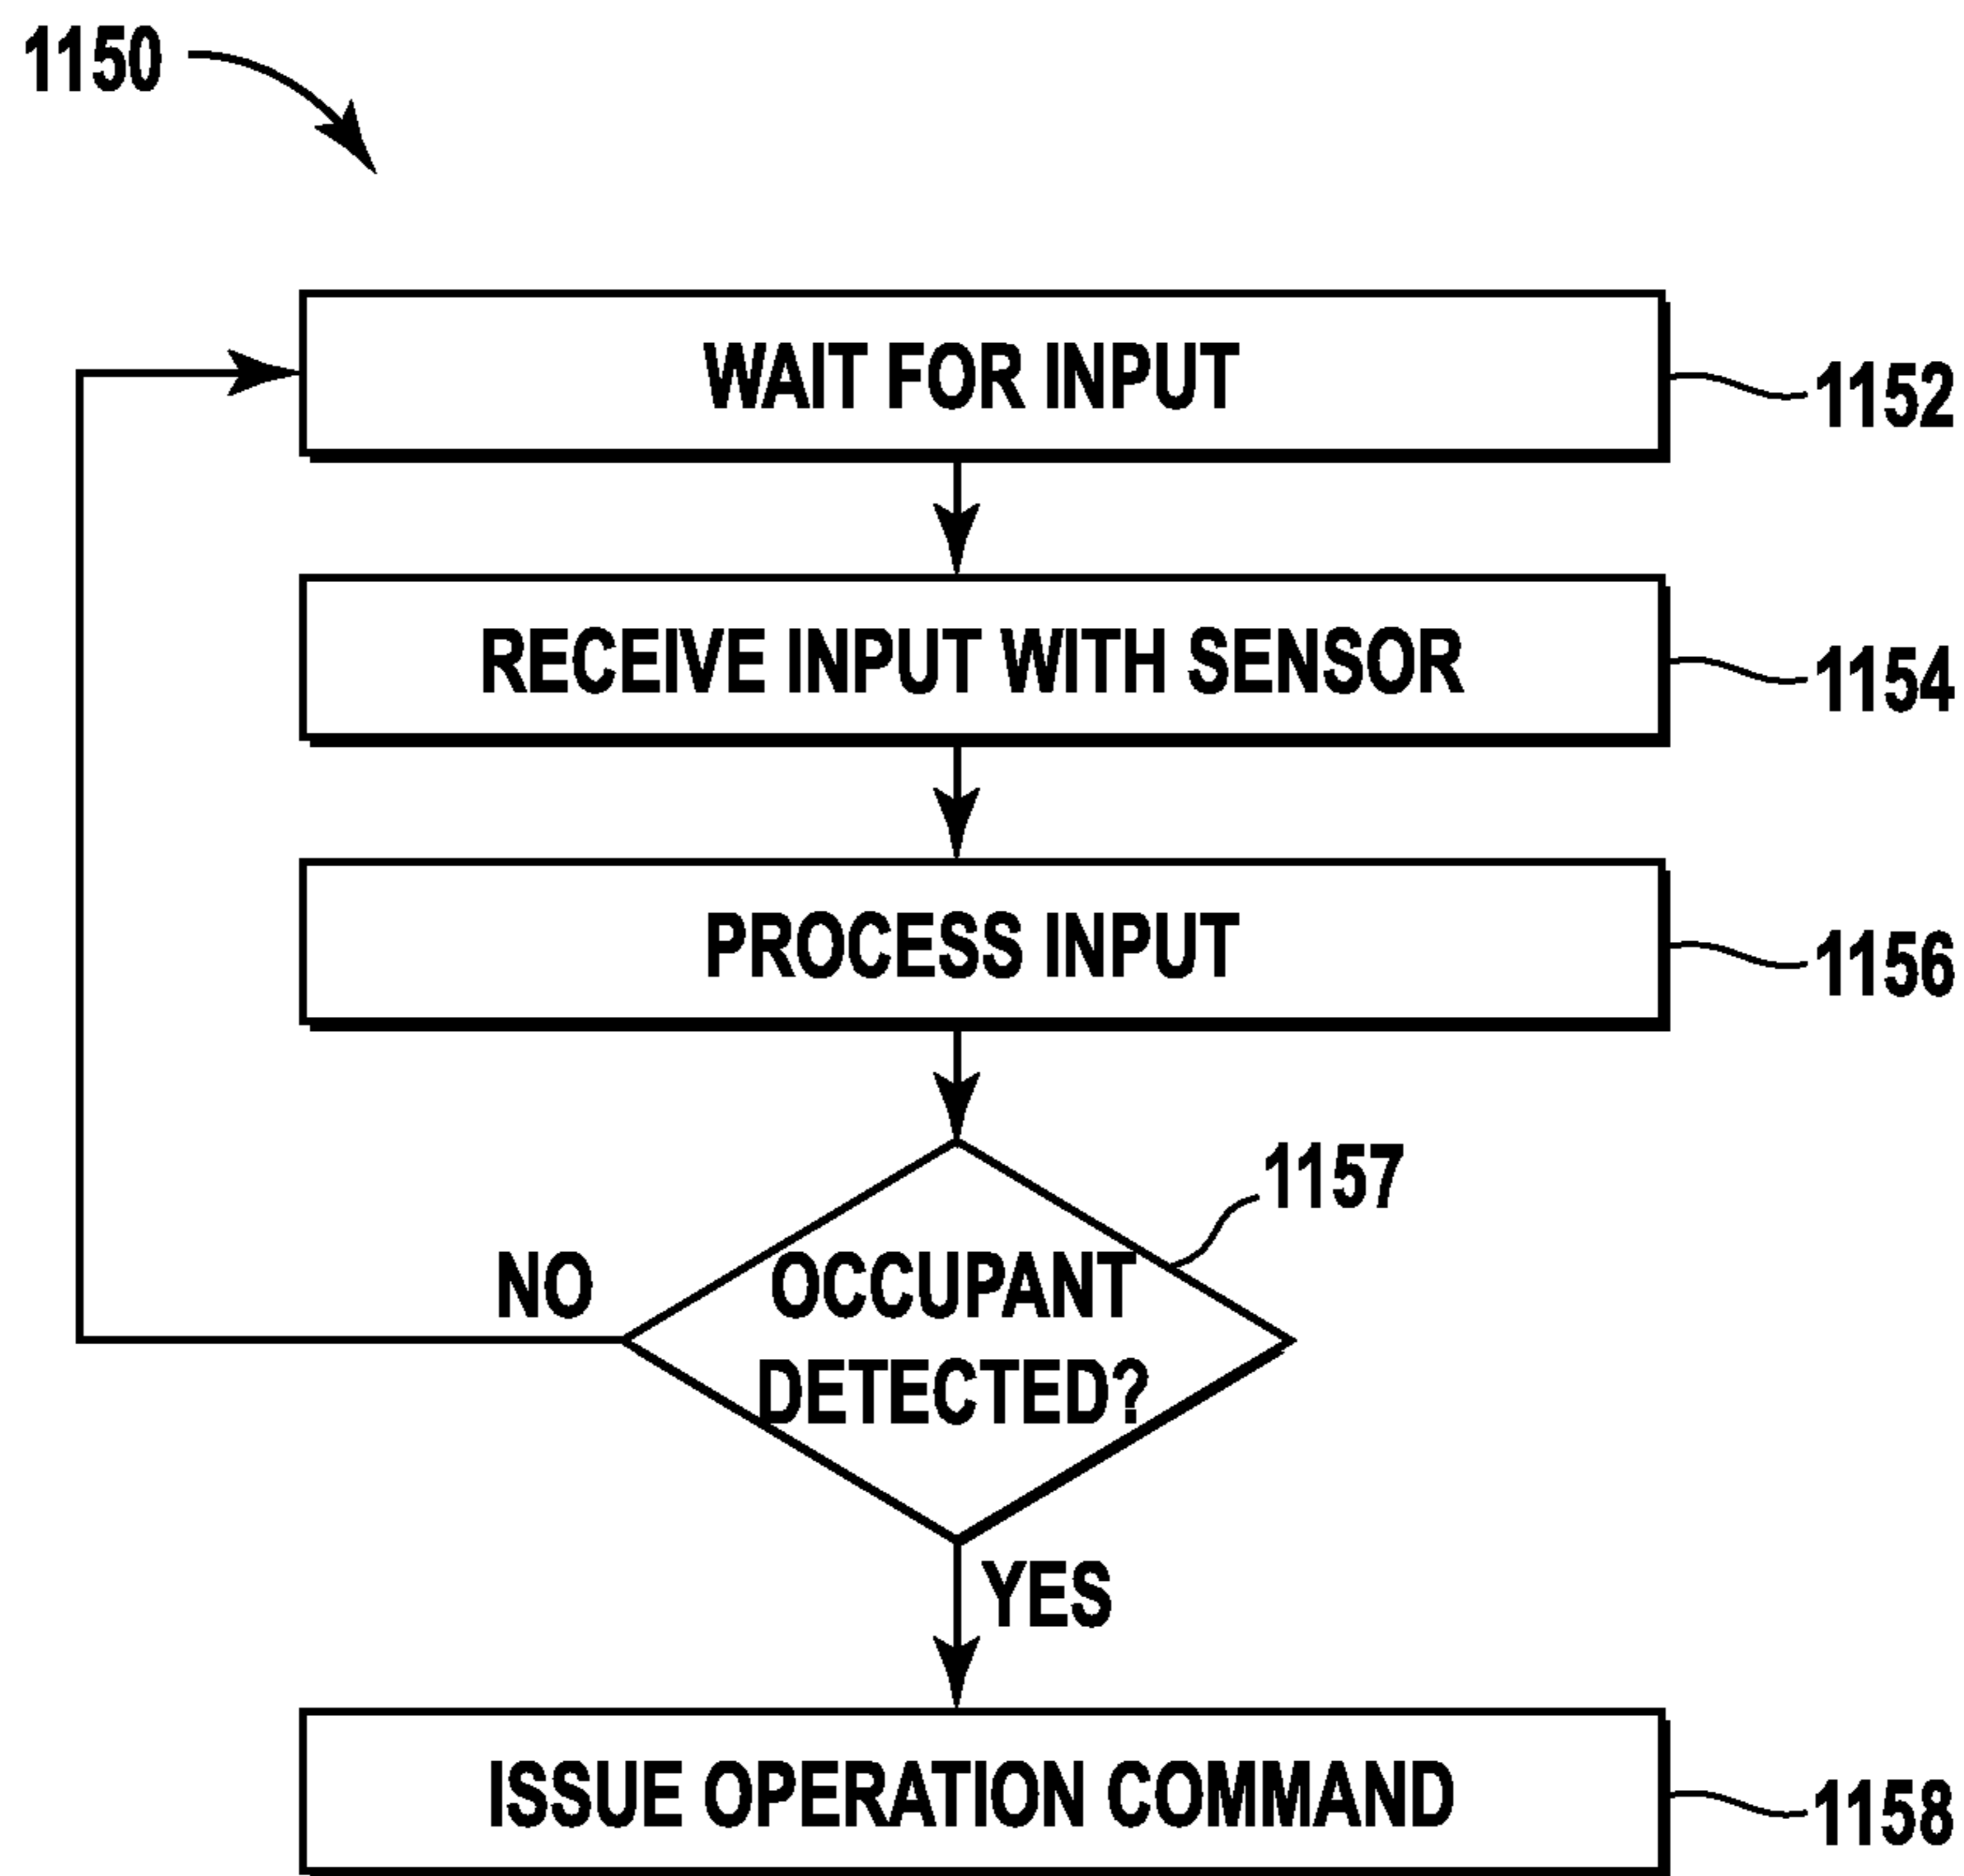 1150
WAIT FOR INPUT
1152
RECEIVE INPUT WITH SENSOR
1154
PROCESS INPUT
1156
1157
NO
OCCUPANT
DETECTED?
YES
ISSUE OPERATION COMMAND
1158